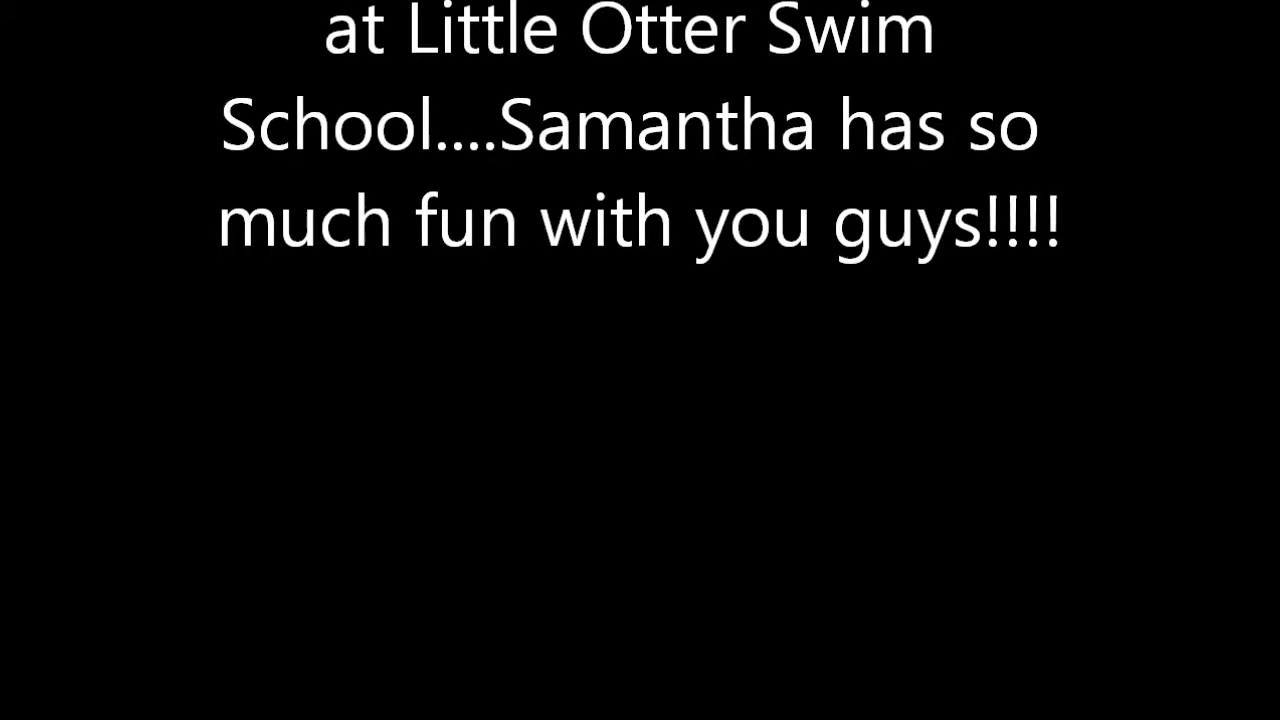 at Little Otter Swim
School....Samantha has so
much fun with you guys!!!!